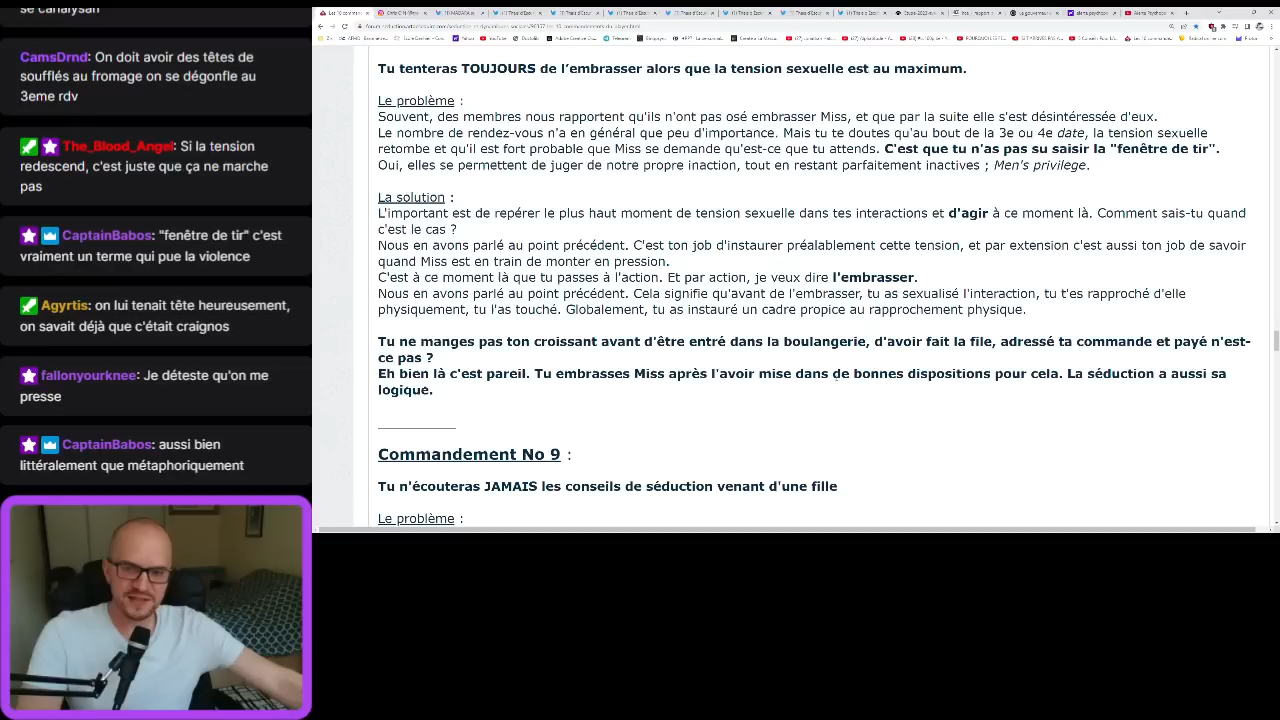 se canalysan
CamsDrnd: On doit avoir des têtes de
soufflés au fromage on se dégonfle au
3eme rdv
The_Blood_Angel: Si la tension
redescend, c'est juste que ça ne marche
pas
CaptainBabos: "fenêtre de tir" c'est
vraiment un terme qui pue la violence
Agyrtis: on lui tenait tête heureusement,
on savait déjà que c'était craignos
fallonyourknee: Je déteste qu'on me
presse
CaptainBabos: aussi bien
littéralement que métaphoriquement
Tu tenteras TOUJOURS de l'embrasser alors que la tension sexuelle est au maximum.
Le problème :
Souvent, des membres nous rapportent qu'ils n'ont pas osé embrasser Miss, et que par la suite elle s'est désintéressée d'eux.
Le nombre de rendez-vous n'a en général que peu d'importance. Mais tu te doutes qu'au bout de la 3e ou 4e date, la tension sexuelle
retombe et qu'il est fort probable que Miss se demande qu'est-ce que tu attends. C'est que tu n'as pas su saisir la "fenêtre de tir".
Oui, elles se permettent de juger de notre propre inaction, tout en restant parfaitement inactives ; Men's privilege.
La solution :
L'important est de repérer le plus haut moment de tension sexuelle dans tes interactions et d'agir à ce moment là. Comment sais-tu quand
c'est le cas ?
Nous en avons parlé au point précédent. C'est ton job d'instaurer préalablement cette tension, et par extension c'est aussi ton job de savoir
quand Miss est en train de monter en pression.
C'est à ce moment là que tu passes à l'action. Et par action, je veux dire l'embrasser.
Nous en avons parlé au point précédent. Cela signifie qu'avant de l'embrasser, tu as sexualisé l'interaction, tu t'es rapproché d'elle
physiquement, tu l'as touché. Globalement, tu as instauré un cadre propice au rapprochement physique.
Tu ne manges pas ton croissant avant d'être entré dans la boulangerie, d'avoir fait la file, adressé ta commande et payé n'est-
ce pas ?
Eh bien là c'est pareil. Tu embrasses Miss après l'avoir mise dans de bonnes dispositions pour cela. La séduction a aussi sa
logique.
Commandement No 9 :
Tu n'écouteras JAMAIS les conseils de séduction venant d'une fille
Le problème :